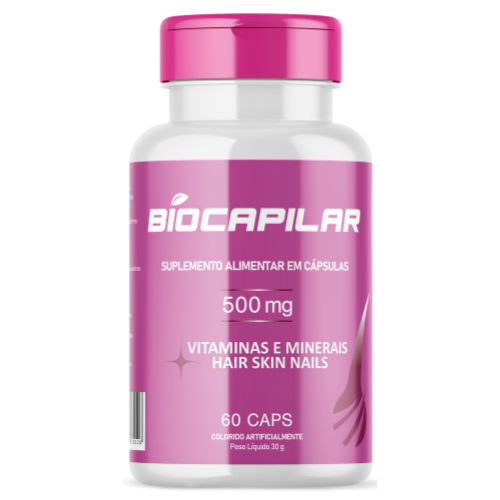 BIOCAPILAR
SUPLEMENTO ALIMENTAR EM CÁPSULAS
500 mg
VITAMINAS E MINERAIS
HAIR SKIN NAILS
60 CAPS
COLORIDO ARTIFICIALMENTE
Peso Líquido 30 g